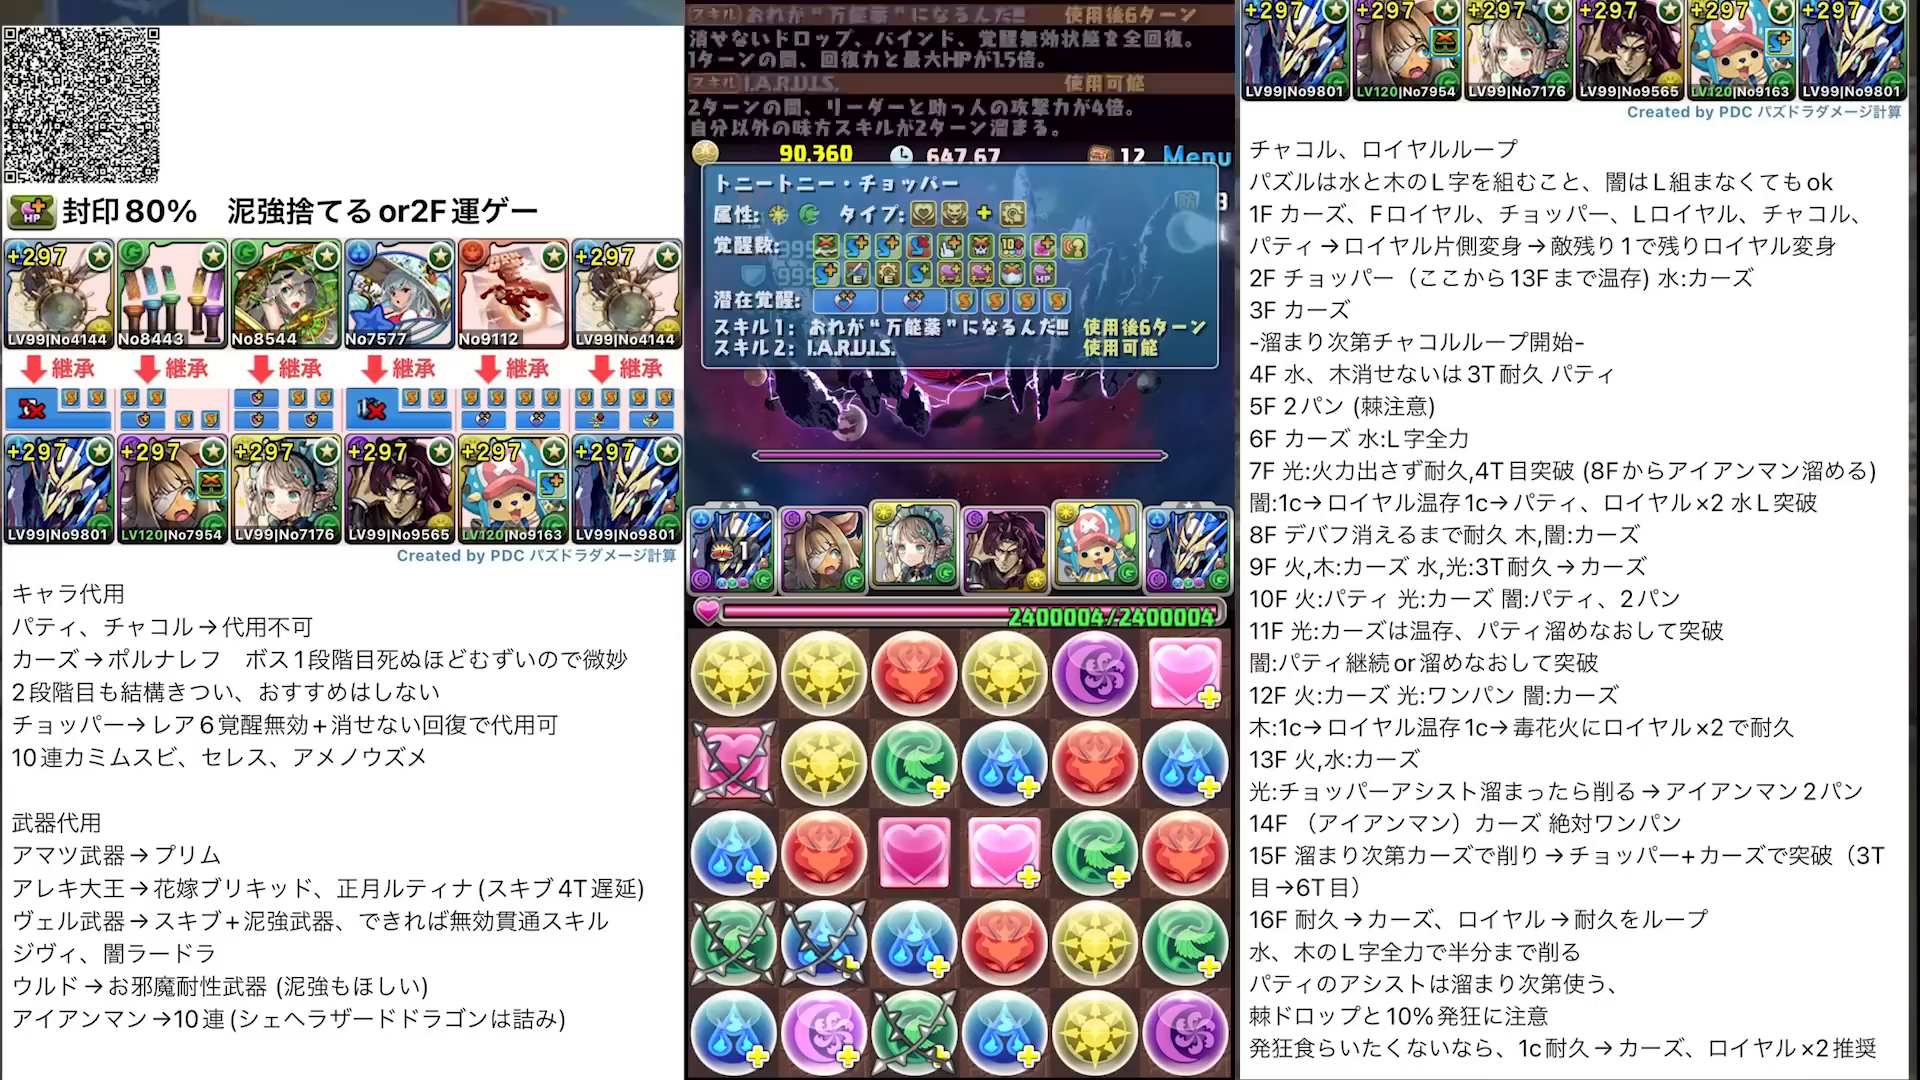 封印80%　泥強捨てるor2F運ゲー
+297 +297
LV99|No4144 No8443 No8544 No7577 No9112 LV99|No4144
継承 継承 継承 継承 継承 継承
+297 +297 +297 +297 +297 +297
LV99|No9801 LV120|No7954 LV99|No7176 LV99|No9565 LV120|No9163 LV99|No9801
Created by PDC パズドラダメージ計算
キャラ代用
パティ、チャコル→代用不可
カーズ→ポルナレフ　ボス1段階目死ぬほどむずいので微妙
2段階目も結構きつい、おすすめはしない
チョッパー→レア6覚醒無効+消せない回復で代用可
10連カミムスビ、セレス、アメノウズメ
武器代用
アマツ武器→プリム
アレキ大王→花嫁ブリキッド、正月ルティナ(スキブ4T遅延)
ヴェル武器→スキブ+泥強武器、できれば無効貫通スキル
ジヴィ、闇ラードラ
ウルド→お邪魔耐性武器 (泥強もほしい)
アイアンマン→10連(シェヘラザードドラゴンは詰み)
スキル おれが“万能薬”になるんだ!!! 使用後6ターン
消せないドロップ、バインド、覚醒無効状態を全回復。
1ターンの間、回復力と最大HPが1.5倍。
スキル I.A.R.U.I.S. 使用可能
2ターンの間、リーダーと助っ人の攻撃力が4倍。
自分以外の味方スキルが2ターン溜まる。
90,360 647.67 12 Menu
トニートニー・チョッパー
属性: タイプ: +
覚醒数:
潜在覚醒:
スキル1: おれが“万能薬”になるんだ!!! 使用後6ターン
スキル2: I.A.R.U.I.S. 使用可能
2400004/2400004
+297 +297 +297 +297 +297 +297
LV99|No9801 LV120|No7954 LV99|No7176 LV99|No9565 LV120|No9163 LV99|No9801
Created by PDC パズドラダメージ計算
チャコル、ロイヤルループ
パズルは水と木のL字を組むこと、闇はL組まなくてもok
1F カーズ、Fロイヤル、チョッパー、Lロイヤル、チャコル、
パティ→ロイヤル片側変身→敵残り1で残りロイヤル変身
2F チョッパー（ここから13Fまで温存) 水:カーズ
3F カーズ
-溜まり次第チャコルループ開始-
4F 水、木消せないは3T耐久 パティ
5F 2パン (棘注意)
6F カーズ 水:L字全力
7F 光:火力出さず耐久,4T目突破 (8Fからアイアンマン溜める)
闇:1c→ロイヤル温存1c→パティ、ロイヤル×2 水L突破
8F デバフ消えるまで耐久 木,闇:カーズ
9F 火,木:カーズ 水,光:3T耐久→カーズ
10F 火:パティ 光:カーズ 闇:パティ、2パン
11F 光:カーズは温存、パティ溜めなおして突破
闇:パティ継続or溜めなおして突破
12F 火:カーズ 光:ワンパン 闇:カーズ
木:1c→ロイヤル温存1c→毒花火にロイヤル×2で耐久
13F 火,水:カーズ
光:チョッパーアシスト溜まったら削る→アイアンマン2パン
14F （アイアンマン）カーズ 絶対ワンパン
15F 溜まり次第カーズで削り→チョッパー+カーズで突破（3T
目→6T目）
16F 耐久→カーズ、ロイヤル→耐久をループ
水、木のL字全力で半分まで削る
パティのアシストは溜まり次第使う、
棘ドロップと10%発狂に注意
発狂食らいたくないなら、1c耐久→カーズ、ロイヤル×2推奨